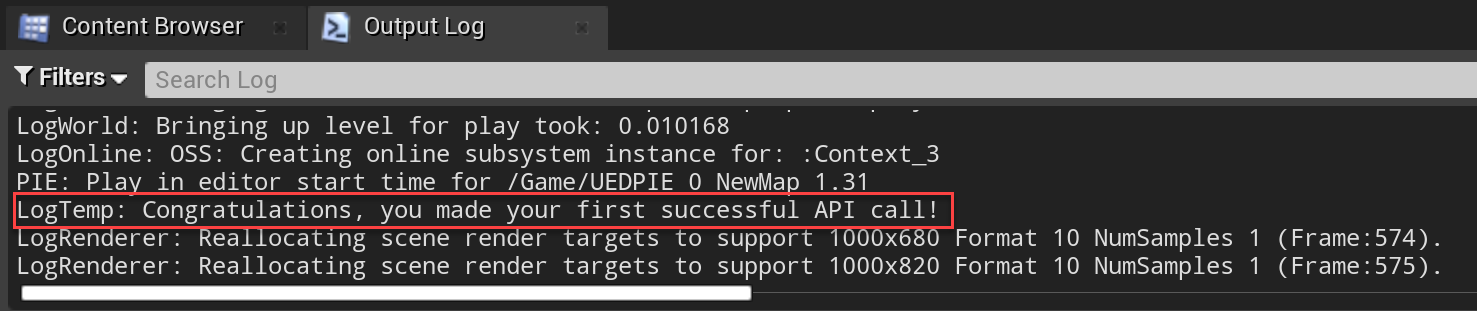 Content Browser
Output Log
Filters
Search Log
LogWorld: Bringing up level for play took: 0.010168
LogOnline: OSS: Creating online subsystem instance for: :Context_3
PIE: Play in editor start time for /Game/UEDPIE 0 NewMap 1.31
LogTemp: Congratulations, you made your first successful API call!
LogRenderer: Reallocating scene render targets to support 1000x680 Format 10 NumSamples 1 (Frame:574).
LogRenderer: Reallocating scene render targets to support 1000x820 Format 10 NumSamples 1 (Frame:575).